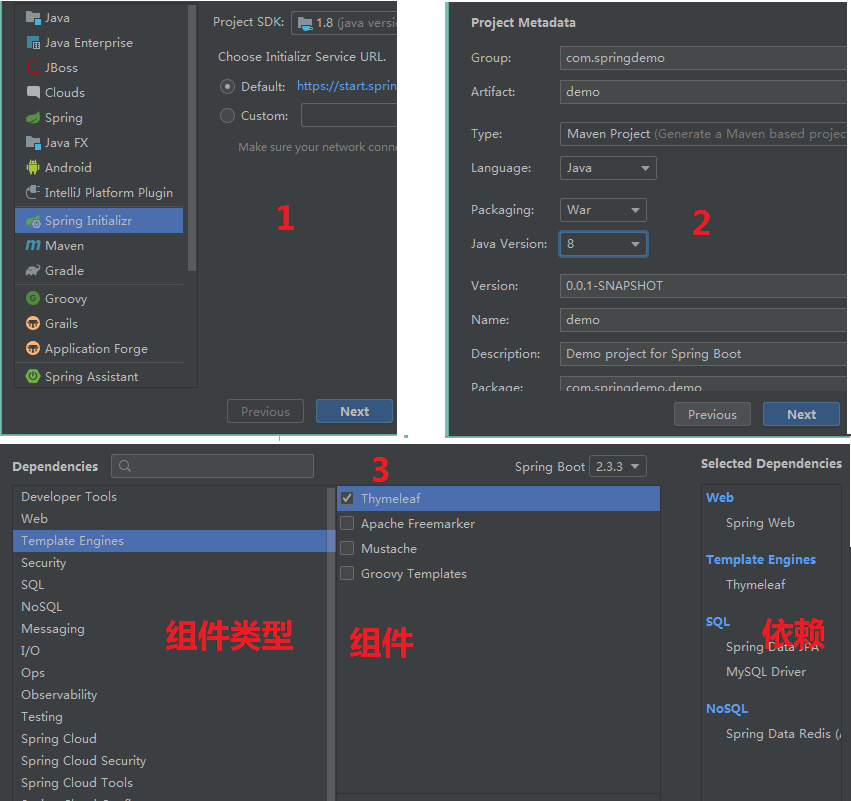 Java
Java Enterprise
JBoss
Clouds
Spring
Java FX
Android
IntelliJ Platform Plugin
Spring Initializr
Maven
Gradle
Groovy
Grails
Application Forge
Spring Assistant
Project SDK: 1.8 (java versi
Choose Initializr Service URL.
Default: https://start.sprin
Custom:
Make sure your network conn
1
Previous Next
Project Metadata
Group: com.springdemo
Artifact: demo
Type: Maven Project (Generate a Maven based projec
Language: Java
Packaging: War
Java Version: 8
2
Version: 0.0.1-SNAPSHOT
Name: demo
Description: Demo project for Spring Boot
Package: com.springdemo.demo
Previous Next
Dependencies
3
Spring Boot 2.3.3
Developer Tools
Web
Template Engines
Security
SQL
NoSQL
Messaging
I/O
Ops
Observability
Testing
Spring Cloud
Spring Cloud Security
Spring Cloud Tools
组件类型
Thymeleaf
Apache Freemarker
Mustache
Groovy Templates
组件
Selected Dependencies
Web
Spring Web
Template Engines
Thymeleaf
SQL
依赖
Spring Data JPA
MySQL Driver
NoSQL
Spring Data Redis (